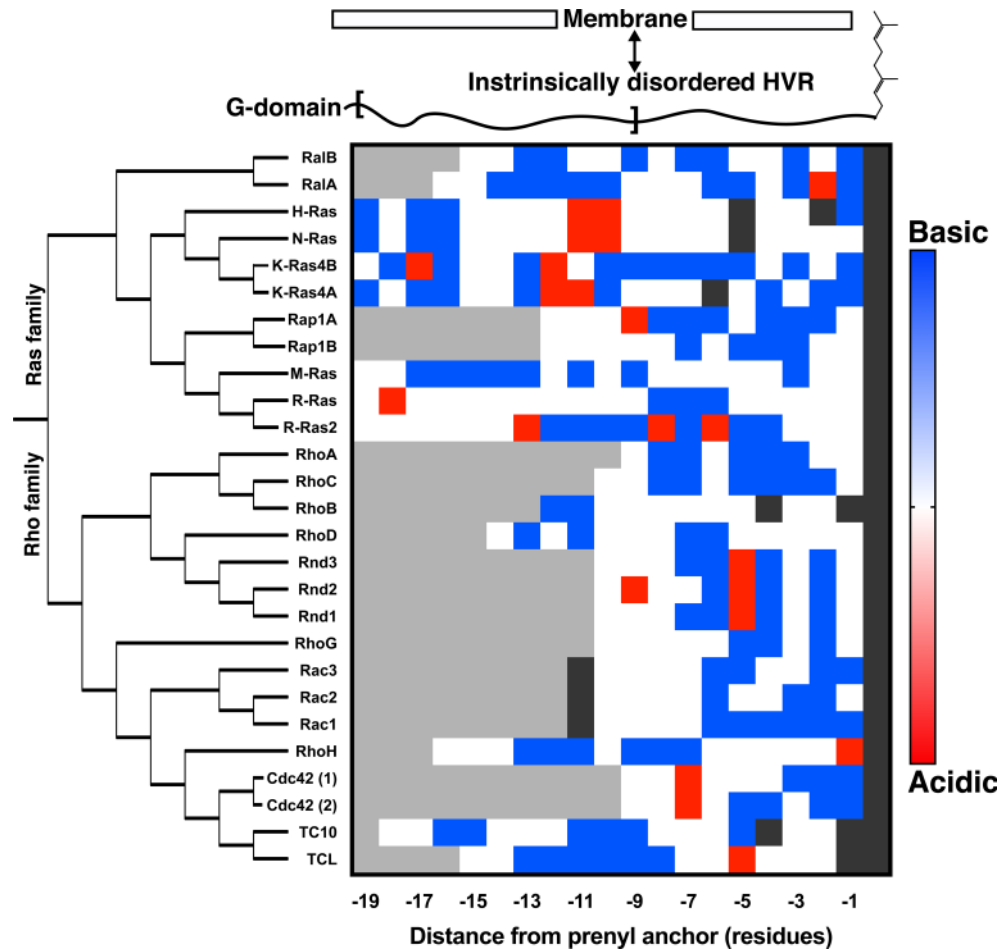 Membrane
Instrinsically disordered HVR
G-domain
[
]
Ras family
Rho family
RalB
RalA
H-Ras
N-Ras
K-Ras4B
K-Ras4A
Rap1A
Rap1B
M-Ras
R-Ras
R-Ras2
RhoA
RhoC
RhoB
RhoD
Rnd3
Rnd2
Rnd1
RhoG
Rac3
Rac2
Rac1
RhoH
Cdc42 (1)
Cdc42 (2)
TC10
TCL
Basic
Acidic
-19 -17 -15 -13 -11 -9 -7 -5 -3 -1
Distance from prenyl anchor (residues)